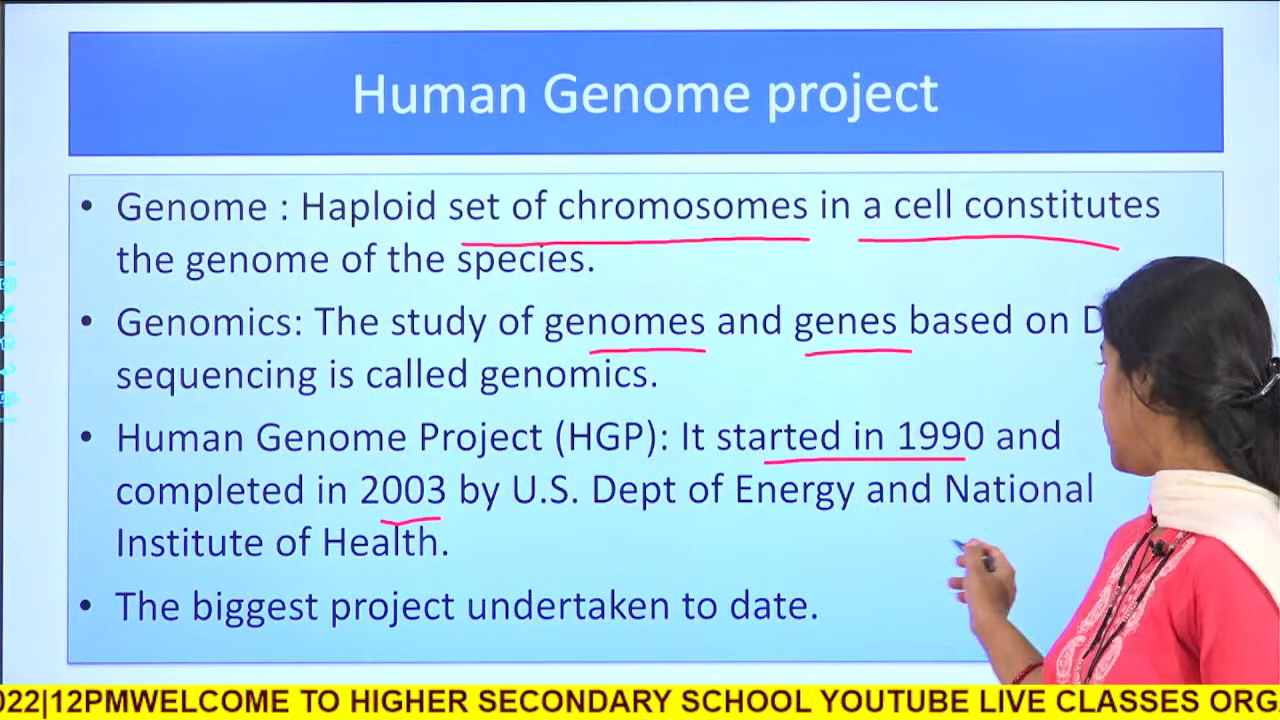 Human Genome project
• Genome : Haploid set of chromosomes in a cell constitutes
the genome of the species.
• Genomics: The study of genomes and genes based on
sequencing is called genomics.
• Human Genome Project (HGP): It started in 1990 and
completed in 2003 by U.S. Dept of Energy and National
Institute of Health.
• The biggest project undertaken to date.
022|12PMWELCOME TO HIGHER SECONDARY SCHOOL YOUTUBE LIVE CLASSES ORGA